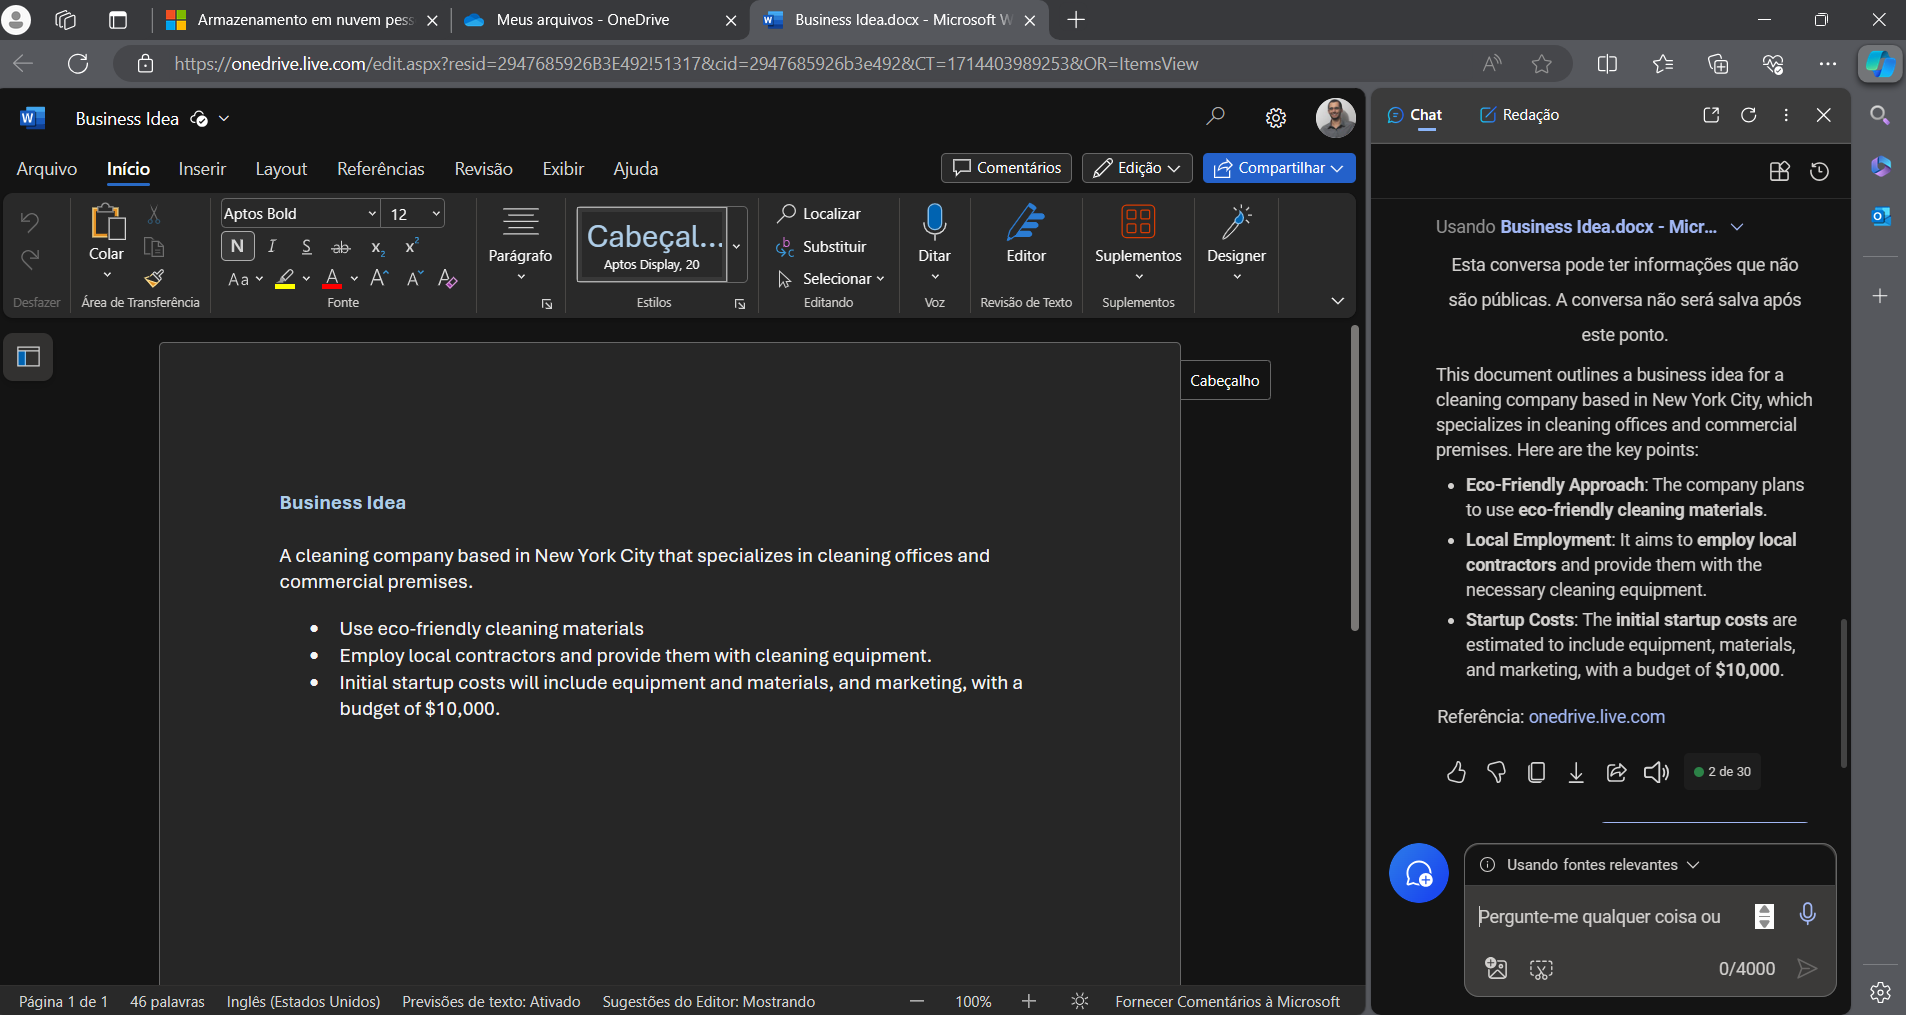 Armazenamento em nuvem pess
Meus arquivos - OneDrive
Business Idea.docx - Microsoft W
https://onedrive.live.com/edit.aspx?resid=2947685926B3E492!51317&cid=2947685926b3e492&CT=1714403989253&OR=ItemsView
Business Idea
Arquivo Início Inserir Layout Referências Revisão Exibir Ajuda
Comentários Edição Compartilhar
Desfazer
Colar
Área de Transferência
Aptos Bold 12
N I S ab x₂ x²
Aa A A A A
Fonte
Parágrafo
Cabeçal...
Aptos Display, 20
Estilos
Localizar
Substituir
Selecionar
Editando
Ditar
Voz
Editor
Revisão de Texto
Suplementos
Suplementos
Designer
Cabeçalho
Business Idea
A cleaning company based in New York City that specializes in cleaning offices and
commercial premises.
• Use eco-friendly cleaning materials
• Employ local contractors and provide them with cleaning equipment.
• Initial startup costs will include equipment and materials, and marketing, with a
budget of $10,000.
Página 1 de 1 46 palavras Inglês (Estados Unidos) Previsões de texto: Ativado Sugestões do Editor: Mostrando 100% Fornecer Comentários à Microsoft
Chat Redação
Usando Business Idea.docx - Micr...
Esta conversa pode ter informações que não
são públicas. A conversa não será salva após
este ponto.
This document outlines a business idea for a
cleaning company based in New York City, which
specializes in cleaning offices and commercial
premises. Here are the key points:
• Eco-Friendly Approach: The company plans
to use eco-friendly cleaning materials.
• Local Employment: It aims to employ local
contractors and provide them with the
necessary cleaning equipment.
• Startup Costs: The initial startup costs are
estimated to include equipment, materials,
and marketing, with a budget of $10,000.
Referência: onedrive.live.com
2 de 30
Usando fontes relevantes
Pergunte-me qualquer coisa ou
0/4000